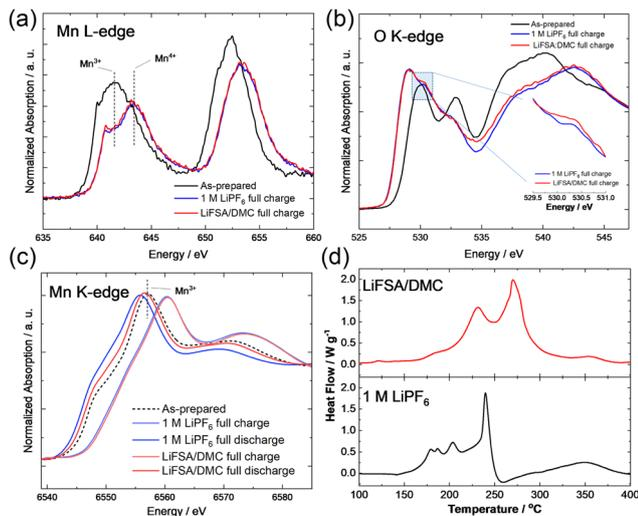 (a)
Mn L-edge
Mn3+
Mn4+
As-prepared
1 M LiPF6 full charge
LiFSA/DMC full charge
Normalized Absorption / a. u.
635 640 645 650 655 660
Energy / eV
(b)
O K-edge
As-prepared
1 M LiPF6 full charge
LiFSA:DMC full charge
1 M LiPF6 full charge
LiFSA/DMC full charge
529.5 530.0 530.5 531.0
Energy / eV
Normalized Absorption / a. u.
525 530 535 540 545
Energy / eV
(c)
Mn K-edge
Mn3+
As-prepared
1 M LiPF6 full charge
1 M LiPF6 full discharge
LiFSA/DMC full charge
LiFSA/DMC full discharge
Normalized Absorption / a. u.
6540 6550 6560 6570 6580
Energy / eV
(d)
LiFSA/DMC
2.0
1.5
1.0
0.5
0.0
1 M LiPF6
2.0
1.5
1.0
0.5
0.0
Heat Flow / W g-1
100 150 200 250 300 350 400
Temperature / oC